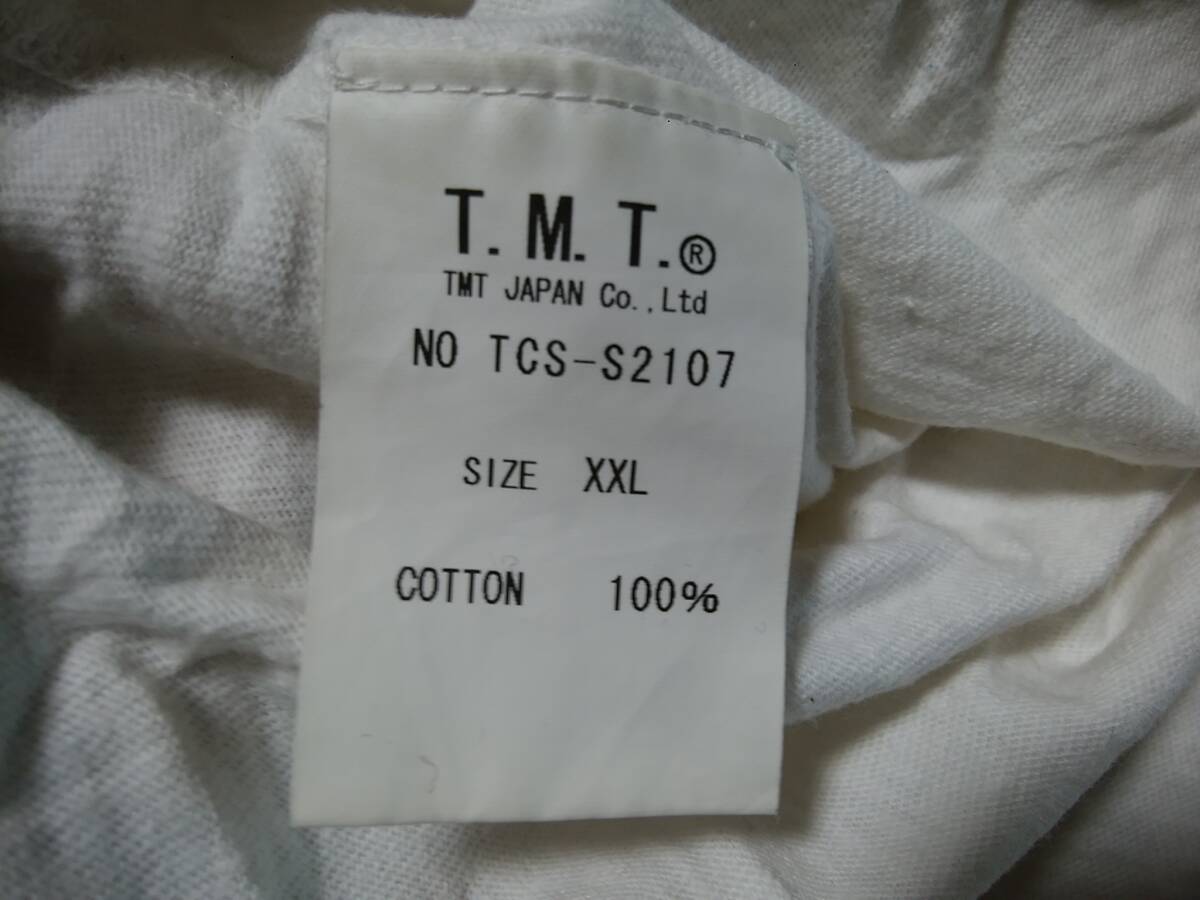 T.M.T.®
TMT JAPAN Co.,Ltd
NO TCS-S2107
SIZE XXL
COTTON 100%